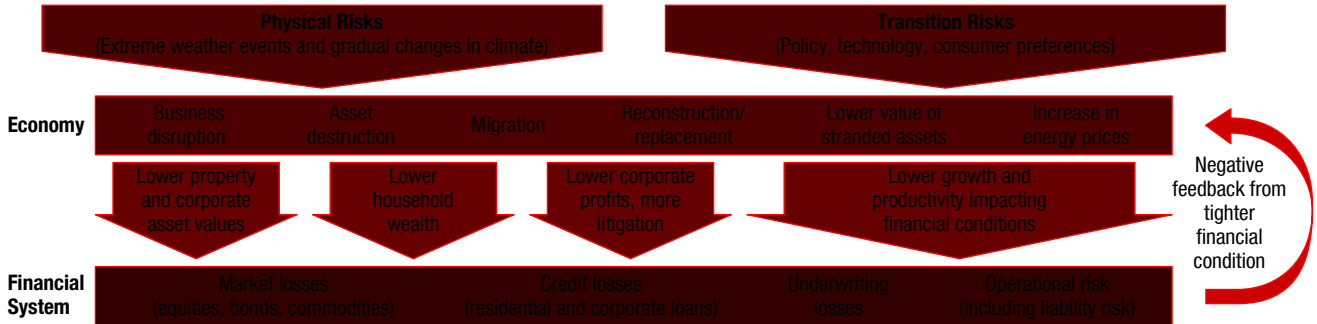 Physical Risks
(Extreme weather events and gradual changes in climate)
Transition Risks
(Policy, technology, consumer preferences)
Economy
Business
disruption
Asset
destruction
Migration
Reconstruction/
replacement
Lower value of
stranded assets
Increase in
energy prices
Lower property
and corporate
asset values
Lower
household
wealth
Lower corporate
profits, more
litigation
Lower growth and
productivity impacting
financial conditions
Negative
feedback from
tighter
financial
condition
Financial
System
Market losses
(equities, bonds, commodities)
Credit losses
(residential and corporate loans)
Underwriting
losses
Operational risk
(including liability risk)